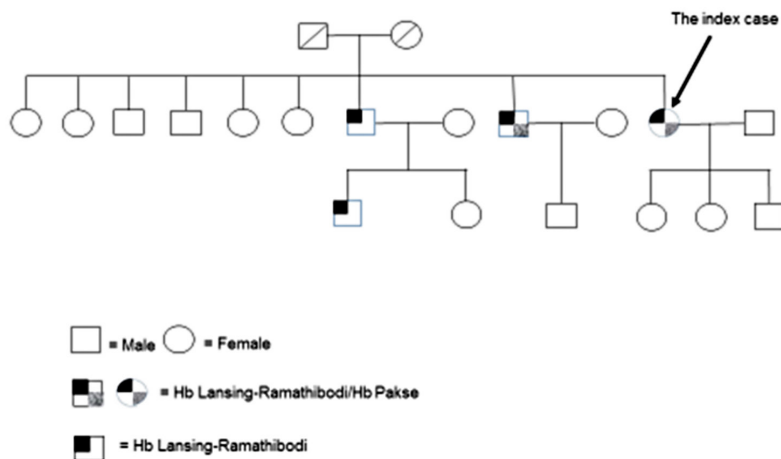 The index case
= Male = Female
= Hb Lansing-Ramathibodi/Hb Pakse
= Hb Lansing-Ramathibodi